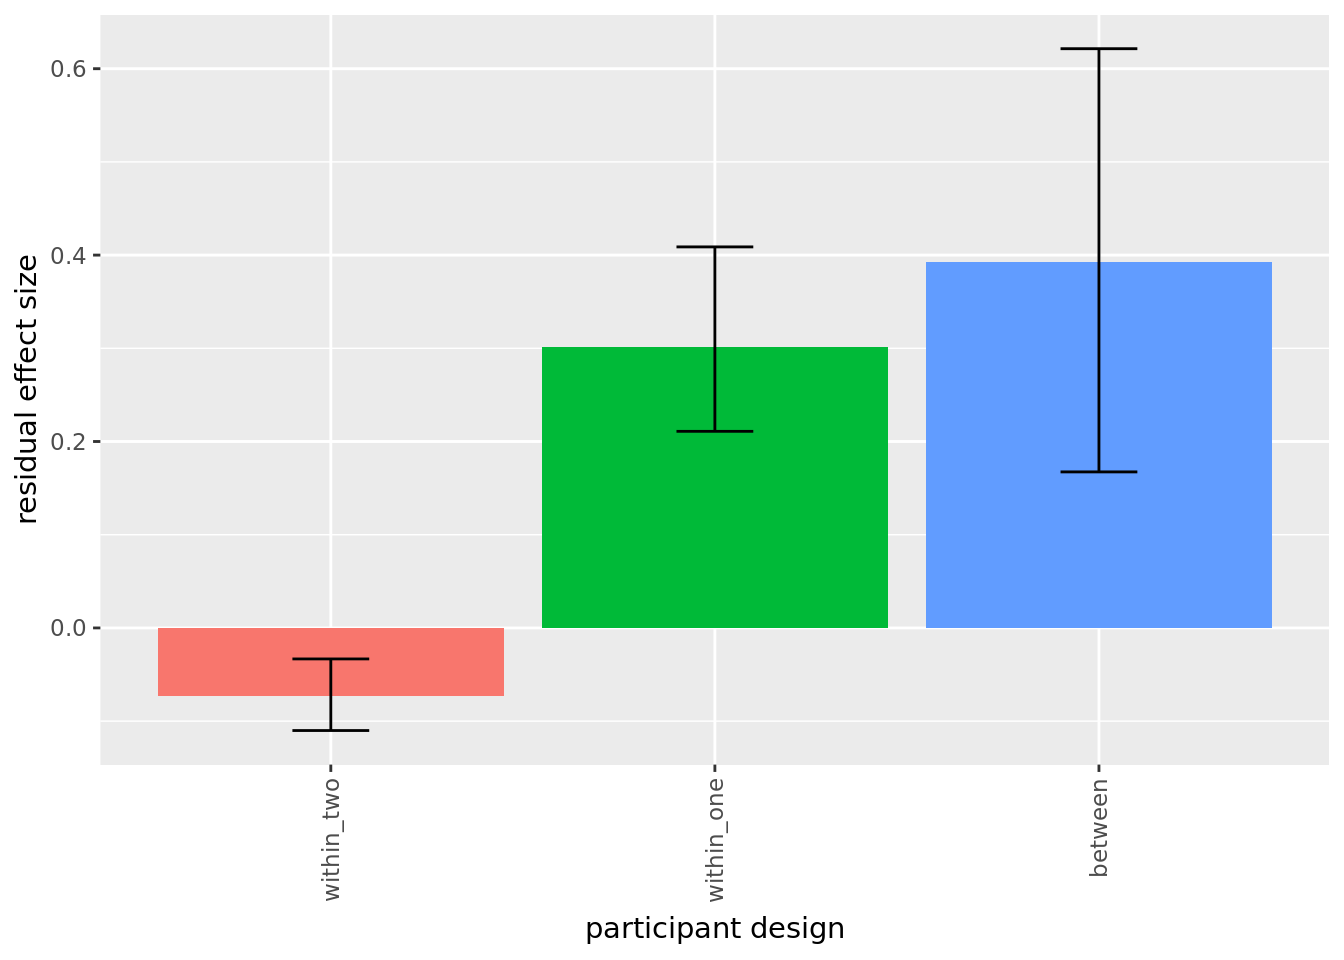 0.6
0.4
0.2
0.0
residual effect size
within_two
within_one
between
participant design